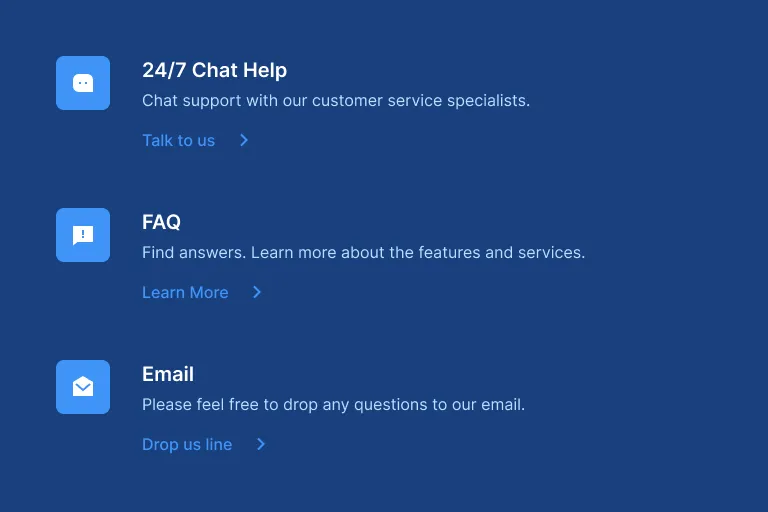 24/7 Chat Help
Chat support with our customer service specialists.
Talk to us
FAQ
Find answers. Learn more about the features and services.
Learn More
Email
Please feel free to drop any questions to our email.
Drop us line